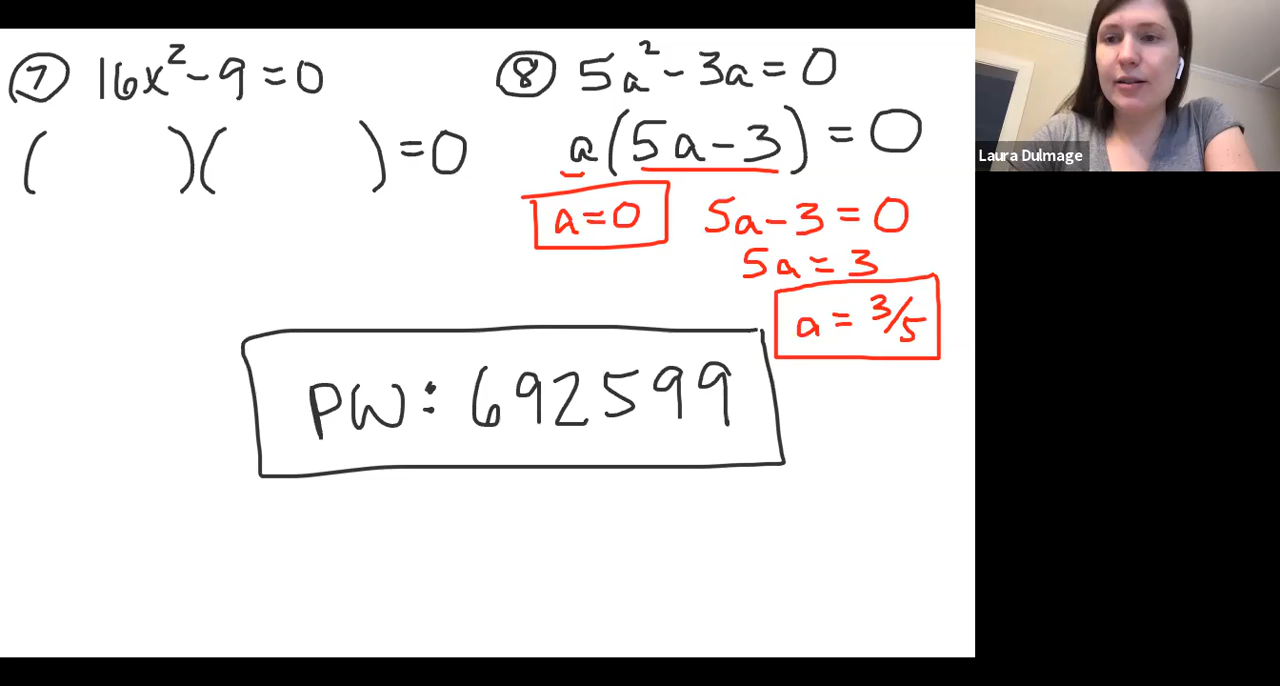 ⑦ 16x² - 9 = 0
(          )(          ) = 0
⑧ 5a² - 3a = 0
a(5a - 3) = 0
a = 0
5a - 3 = 0
5a = 3
a = 3/5
PW: 692599
Laura Dulmage